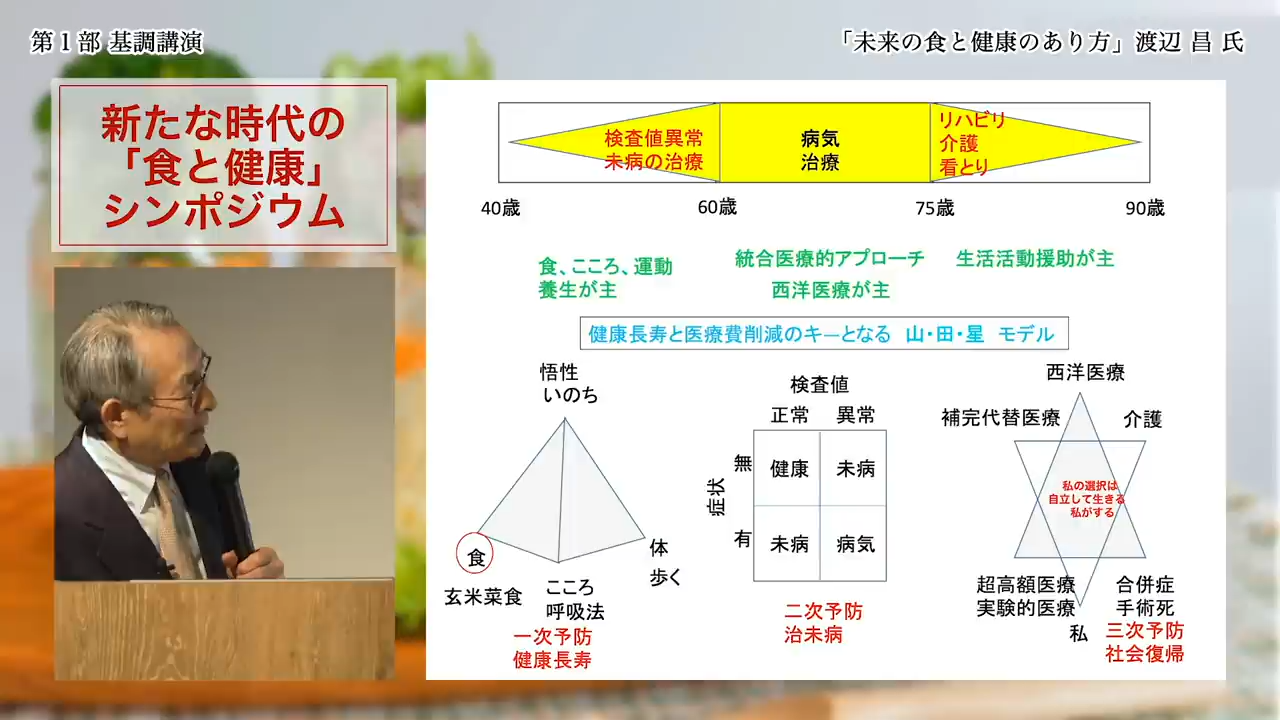 第１部 基調講演
「未来の食と健康のあり方」渡辺 昌 氏
新たな時代の
「食と健康」
シンポジウム
検査値異常
未病の治療
病気
治療
リハビリ
介護
看とり
40歳
60歳
75歳
90歳
食、こころ、運動
養生が主
統合医療的アプローチ
西洋医療が主
生活活動援助が主
健康長寿と医療費削減のキーとなる　山・田・星　モデル
悟性
いのち
食
玄米菜食
こころ
呼吸法
体
歩く
一次予防
健康長寿
検査値
正常
異常
症状
無
健康
未病
有
未病
病気
二次予防
治未病
西洋医療
補完代替医療
介護
私の選択は
自立して生きる
私がする
超高額医療
実験的医療
合併症
手術死
私
三次予防
社会復帰